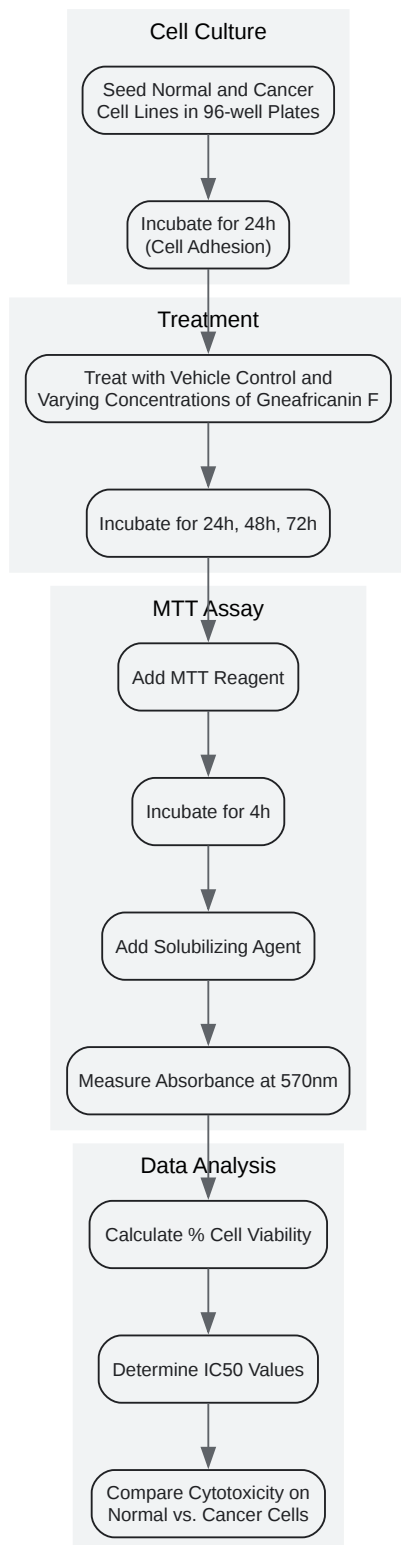 Cell Culture
Seed Normal and Cancer
Cell Lines in 96-well Plates
Incubate for 24h
(Cell Adhesion)
Treatment
Treat with Vehicle Control and
Varying Concentrations of Gneafricanin F
Incubate for 24h, 48h, 72h
MTT Assay
Add MTT Reagent
Incubate for 4h
Add Solubilizing Agent
Measure Absorbance at 570nm
Data Analysis
Calculate % Cell Viability
Determine IC50 Values
Compare Cytotoxicity on
Normal vs. Cancer Cells